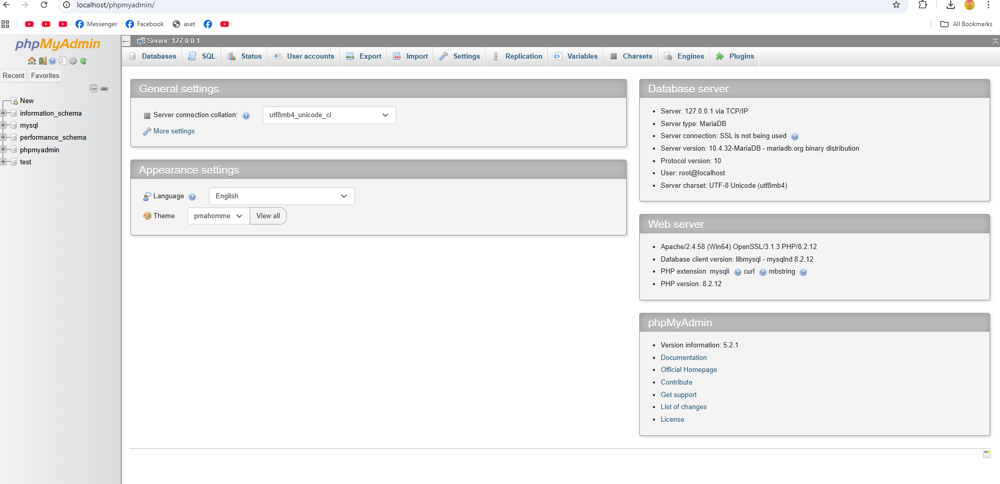 localhost/phpmyadmin/
Messenger
Facebook
aset
All Bookmarks
phpMyAdmin
Recent
Favorites
New
information_schema
mysql
performance_schema
phpmyadmin
test
Server: 127.0.0.1
Databases
SQL
Status
User accounts
Export
Import
Settings
Replication
Variables
Charsets
Engines
Plugins
General settings
Server connection collation:
utf8mb4_unicode_ci
More settings
Appearance settings
Language
English
Theme
pmahomme
View all
Database server
Server: 127.0.0.1 via TCP/IP
Server type: MariaDB
Server connection: SSL is not being used
Server version: 10.4.32-MariaDB - mariadb.org binary distribution
Protocol version: 10
User: root@localhost
Server charset: UTF-8 Unicode (utf8mb4)
Web server
Apache/2.4.58 (Win64) OpenSSL/3.1.3 PHP/8.2.12
Database client version: libmysql - mysqlnd 8.2.12
PHP extension: mysqli curl mbstring
PHP version: 8.2.12
phpMyAdmin
Version information: 5.2.1
Documentation
Official Homepage
Contribute
Get support
List of changes
License